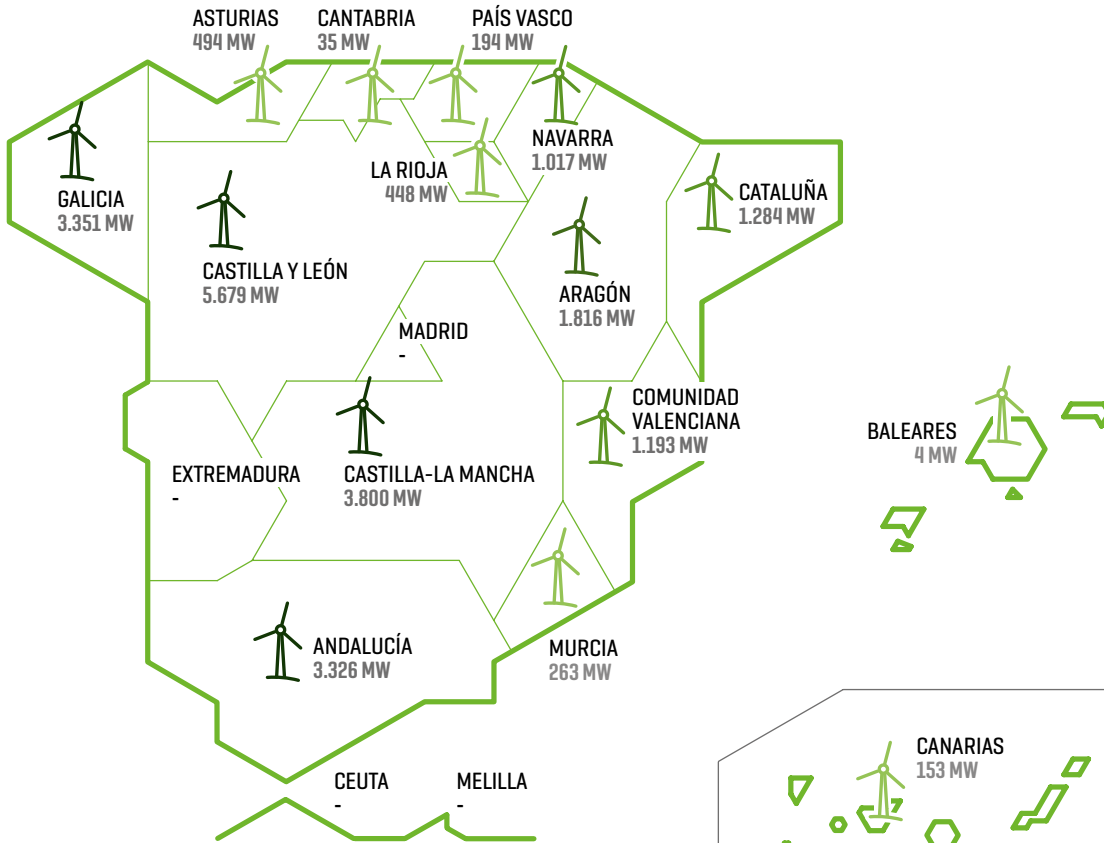 ASTURIAS
494 MW
CANTABRIA
35 MW
PAÍS VASCO
194 MW
NAVARRA
1.017 MW
LA RIOJA
448 MW
GALICIA
3.351 MW
CATALUÑA
1.284 MW
CASTILLA Y LEÓN
5.679 MW
ARAGÓN
1.816 MW
MADRID
-
COMUNIDAD
VALENCIANA
1.193 MW
BALEARES
4 MW
EXTREMADURA
-
CASTILLA-LA MANCHA
3.800 MW
ANDALUCÍA
3.326 MW
MURCIA
263 MW
CEUTA
-
MELILLA
-
CANARIAS
153 MW